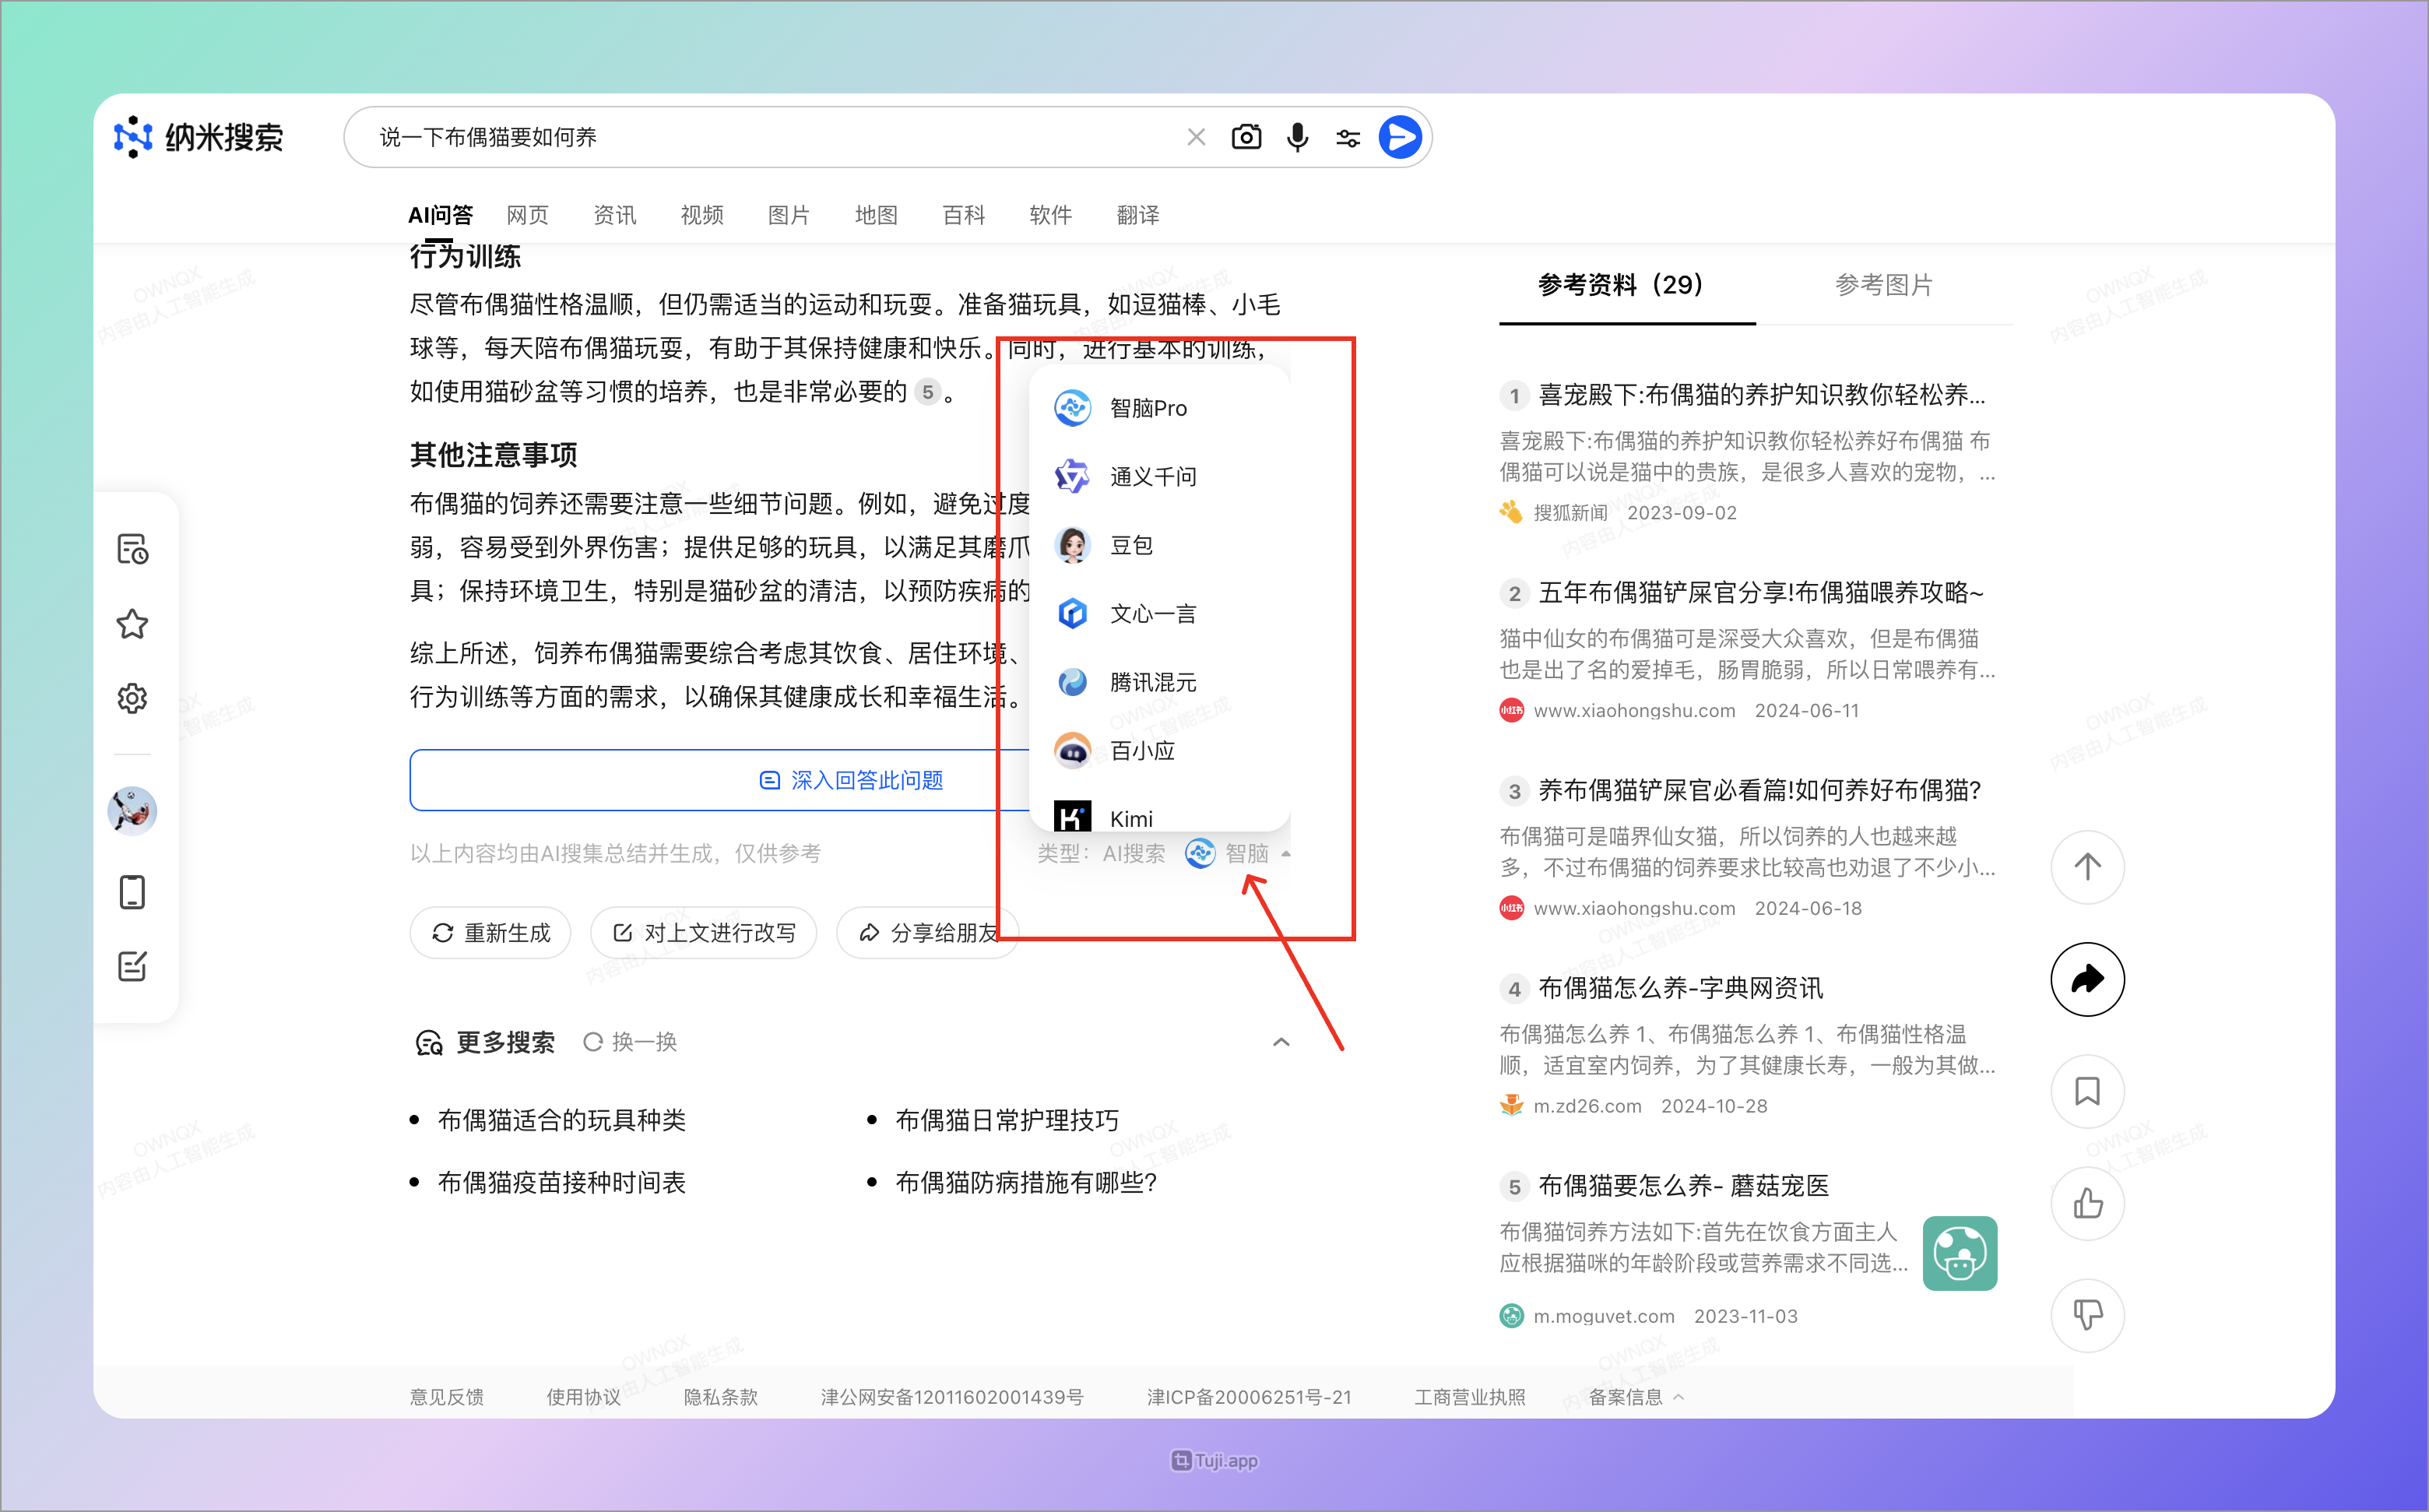 纳米搜索
说一下布偶猫要如何养
AI问答 网页 资讯 视频 图片 地图 百科 软件 翻译
行为训练
尽管布偶猫性格温顺，但仍需适当的运动和玩耍。准备猫玩具，如逗猫棒、小毛
球等，每天陪布偶猫玩耍，有助于其保持健康和快乐。同时，进行基本的训练，
如使用猫砂盆等习惯的培养，也是非常必要的 5 。
其他注意事项
布偶猫的饲养还需要注意一些细节问题。例如，避免过度
弱，容易受到外界伤害；提供足够的玩具，以满足其磨爪
具；保持环境卫生，特别是猫砂盆的清洁，以预防疾病的
综上所述，饲养布偶猫需要综合考虑其饮食、居住环境、
行为训练等方面的需求，以确保其健康成长和幸福生活。
智脑Pro
通义千问
豆包
文心一言
腾讯混元
百小应
Kimi
深入回答此问题
以上内容均由AI搜集总结并生成，仅供参考
类型：AI搜索 智脑
重新生成 对上文进行改写 分享给朋友
更多搜索 换一换
布偶猫适合的玩具种类 布偶猫日常护理技巧
布偶猫疫苗接种时间表 布偶猫防病措施有哪些?
参考资料（29） 参考图片
1 喜宠殿下:布偶猫的养护知识教你轻松养...
喜宠殿下:布偶猫的养护知识教你轻松养好布偶猫 布
偶猫可以说是猫中的贵族，是很多人喜欢的宠物，...
搜狐新闻 2023-09-02
2 五年布偶猫铲屎官分享!布偶猫喂养攻略~
猫中仙女的布偶猫可是深受大众喜欢，但是布偶猫
也是出了名的爱掉毛，肠胃脆弱，所以日常喂养有...
小红书 www.xiaohongshu.com 2024-06-11
3 养布偶猫铲屎官必看篇!如何养好布偶猫?
布偶猫可是喵界仙女猫，所以饲养的人也越来越
多，不过布偶猫的饲养要求比较高也劝退了不少小...
小红书 www.xiaohongshu.com 2024-06-18
4 布偶猫怎么养-字典网资讯
布偶猫怎么养 1、布偶猫怎么养 1、布偶猫性格温
顺，适宜室内饲养，为了其健康长寿，一般为其做...
m.zd26.com 2024-10-28
5 布偶猫要怎么养- 蘑菇宠医
布偶猫饲养方法如下:首先在饮食方面主人
应根据猫咪的年龄阶段或营养需求不同选...
m.moguvet.com 2023-11-03
意见反馈 使用协议 隐私条款 津公网安备12011602001439号 津ICP备20006251号-21 工商营业执照 备案信息
OWNQX
内容由人工智能生成
Tuji.app